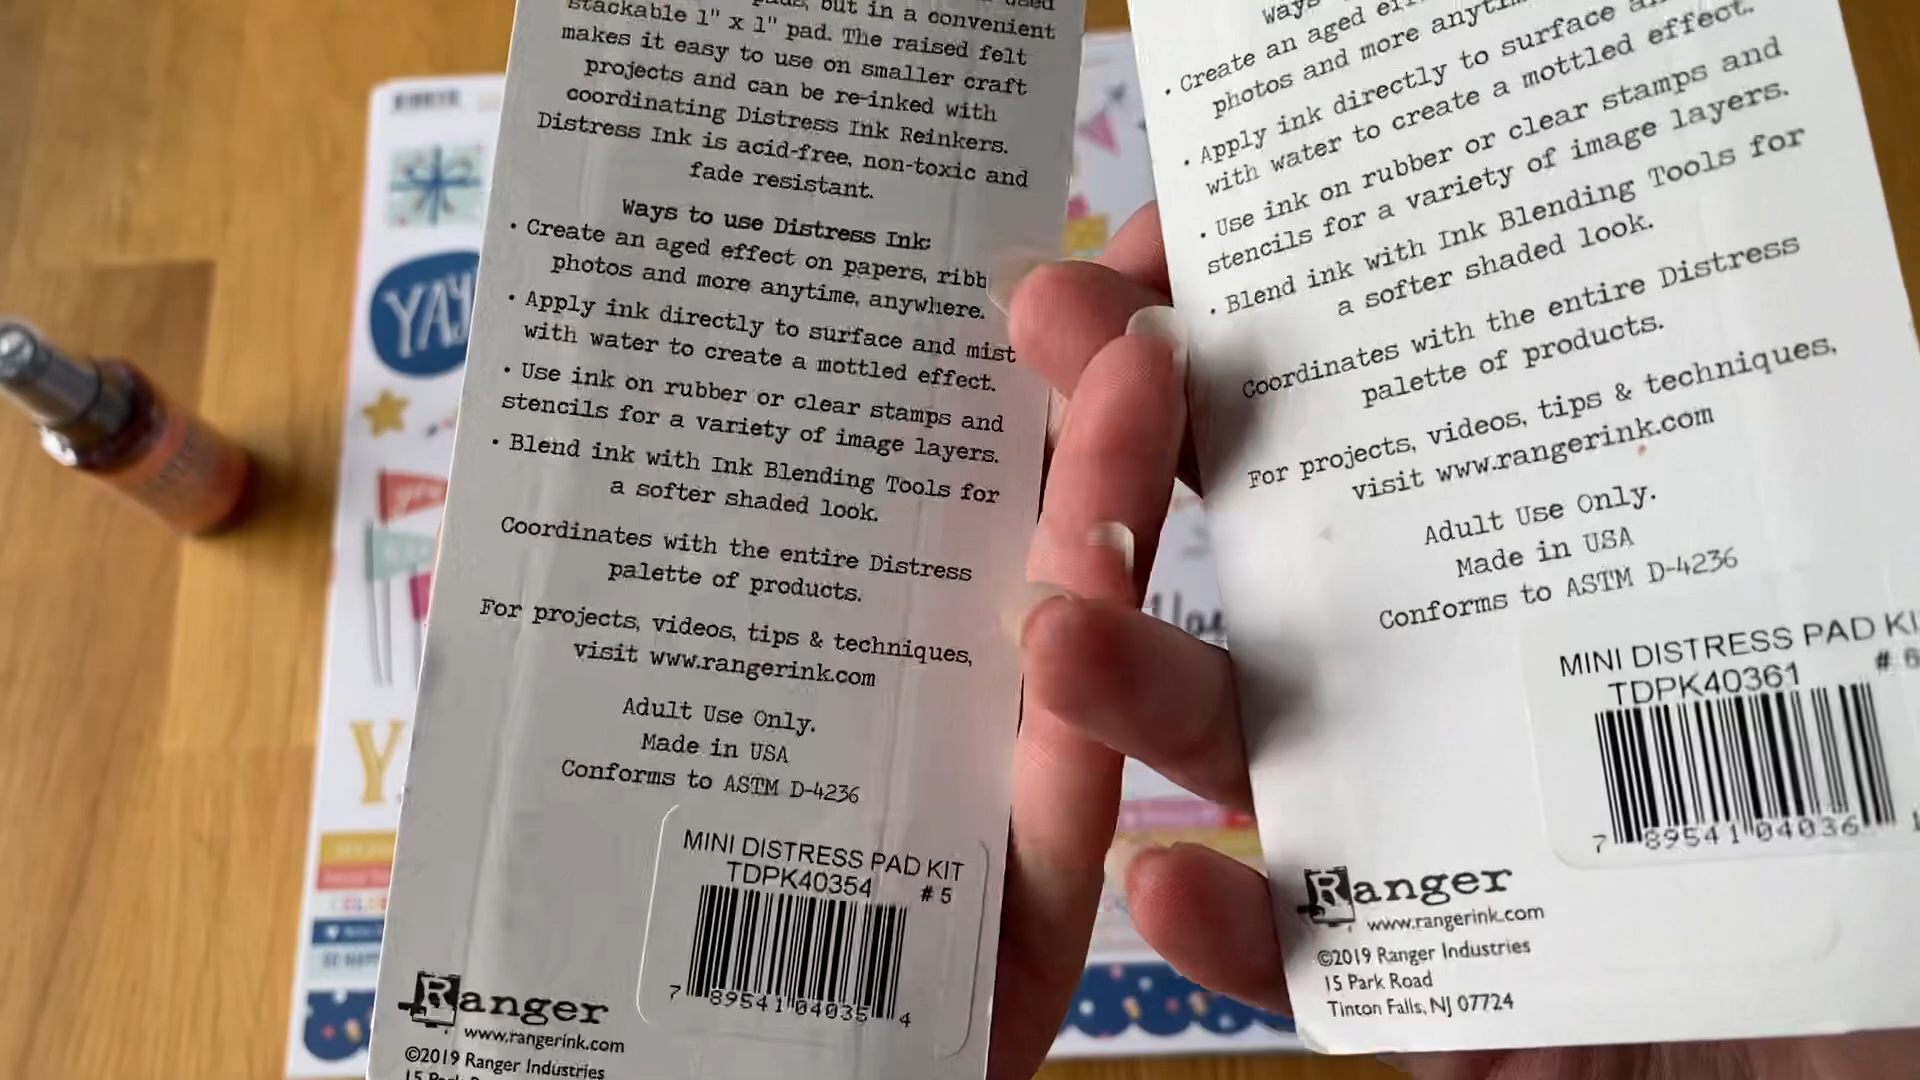 but in a convenient
stackable 1" x 1" pad. The raised felt
makes it easy to use on smaller craft
projects and can be re-inked with
coordinating Distress Ink Reinkers.
Distress Ink is acid-free, non-toxic and
fade resistant.
Ways to use Distress Ink:
• Create an aged effect on papers, ribb
photos and more anytime, anywhere.
• Apply ink directly to surface and mist
with water to create a mottled effect.
• Use ink on rubber or clear stamps and
stencils for a variety of image layers.
• Blend ink with Ink Blending Tools for
a softer shaded look.
Coordinates with the entire Distress
palette of products.
For projects, videos, tips & techniques,
visit www.rangerink.com
Adult Use Only.
Made in USA
Conforms to ASTM D-4236
MINI DISTRESS PAD KIT
TDPK40354 # 5
7 89541 04035 4
Ranger
www.rangerink.com
©2019 Ranger Industries
ways
• Create an aged
photos and more
• Apply ink directly to surface
with water to create a mottled effect.
• Use ink on rubber or clear stamps and
stencils for a variety of image layers.
• Blend ink with Ink Blending Tools for
a softer shaded look.
Coordinates with the entire Distress
palette of products.
For projects, videos, tips & techniques,
visit www.rangerink.com
Adult Use Only.
Made in USA
Conforms to ASTM D-4236
MINI DISTRESS PAD KI
TDPK40361 # 6
7 89541 04036 1
Ranger
www.rangerink.com
©2019 Ranger Industries
15 Park Road
Tinton Falls, NJ 07724
YAY